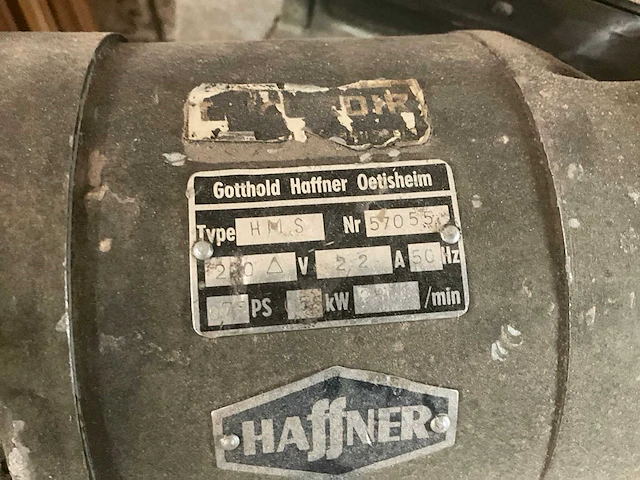 Gotthold Haffner Oetisheim
Type HMS Nr 57055
V 2,2 A 50 Hz
PS kW /min
HAffNER